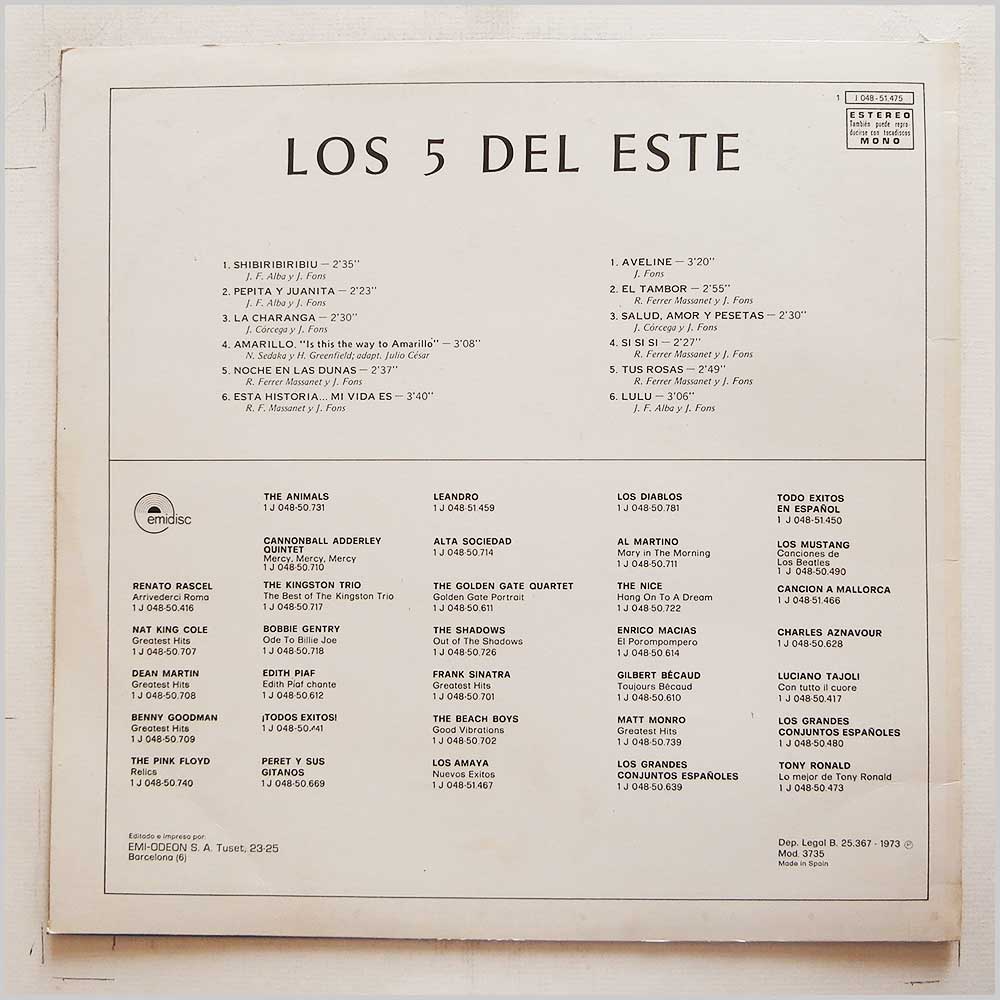 1 J 048-51.475
ESTEREO
También puede repro-
ducirse con tocadiscos
MONO
LOS 5 DEL ESTE
1. SHIBIRIBIRIBIU — 2'35''
J. F. Alba y J. Fons
2. PEPITA Y JUANITA — 2'23''
J. F. Alba y J. Fons
3. LA CHARANGA — 2'30''
J. Córcega y J. Fons
4. AMARILLO. "Is this the way to Amarillo" — 3'08''
N. Sedaka y H. Greenfield; adapt. Julio César
5. NOCHE EN LAS DUNAS — 2'37''
R. Ferrer Massanet y J. Fons
6. ESTA HISTORIA... MI VIDA ES — 3'40''
R. F. Massanet y J. Fons
1. AVELINE — 3'20''
J. Fons
2. EL TAMBOR — 2'55''
R. Ferrer Massanet y J. Fons
3. SALUD, AMOR Y PESETAS — 2'30''
J. Córcega y J. Fons
4. SI SI SI — 2'27''
R. Ferrer Massanet y J. Fons
5. TUS ROSAS — 2'49''
R. Ferrer Massanet y J. Fons
6. LULU — 3'06''
J. F. Alba y J. Fons
emidisc
RENATO RASCEL
Arrivederci Roma
1 J 048-50.416
NAT KING COLE
Greatest Hits
1 J 048-50.707
DEAN MARTIN
Greatest Hits
1 J 048-50.708
BENNY GOODMAN
Greatest Hits
1 J 048-50.709
THE PINK FLOYD
Relics
1 J 048-50.740
THE ANIMALS
1 J 048-50.731
CANNONBALL ADDERLEY
QUINTET
Mercy, Mercy, Mercy
1 J 048-50.710
THE KINGSTON TRIO
The Best of The Kingston Trio
1 J 048-50.717
BOBBIE GENTRY
Ode To Billie Joe
1 J 048-50.718
EDITH PIAF
Edith Piaf chante
1 J 048-50.612
¡TODOS EXITOS!
1 J 048-50.441
PERET Y SUS
GITANOS
1 J 048-50.669
LEANDRO
1 J 048-51.459
ALTA SOCIEDAD
1 J 048-50.714
THE GOLDEN GATE QUARTET
Golden Gate Portrait
1 J 048-50.611
THE SHADOWS
Out of The Shadows
1 J 048-50.726
FRANK SINATRA
Greatest Hits
1 J 048-50.701
THE BEACH BOYS
Good Vibrations
1 J 048-50.702
LOS AMAYA
Nuevos Exitos
1 J 048-51.467
LOS DIABLOS
1 J 048-50.781
AL MARTINO
Mary in The Morning
1 J 048-50.711
THE NICE
Hang On To A Dream
1 J 048-50.722
ENRICO MACIAS
El Porompompero
1 J 048-50.614
GILBERT BÉCAUD
Toujours Bécaud
1 J 048-50.610
MATT MONRO
Greatest Hits
1 J 048-50.739
LOS GRANDES
CONJUNTOS ESPAÑOLES
1 J 048-50.639
TODO EXITOS
EN ESPAÑOL
1 J 048-51.450
LOS MUSTANG
Canciones de
Los Beatles
1 J 048-50.490
CANCION A MALLORCA
1 J 048-51.466
CHARLES AZNAVOUR
1 J 048-50.628
LUCIANO TAJOLI
Con tutto il cuore
1 J 048-50.417
LOS GRANDES
CONJUNTOS ESPAÑOLES
1 J 048-50.480
TONY RONALD
Lo mejor de Tony Ronald
1 J 048-50.473
Editado e impreso por:
EMI-ODEON S. A. Tuset, 23-25
Barcelona (6)
Dep. Legal B. 25.367 - 1973 ℗
Mod. 3735
Made in Spain